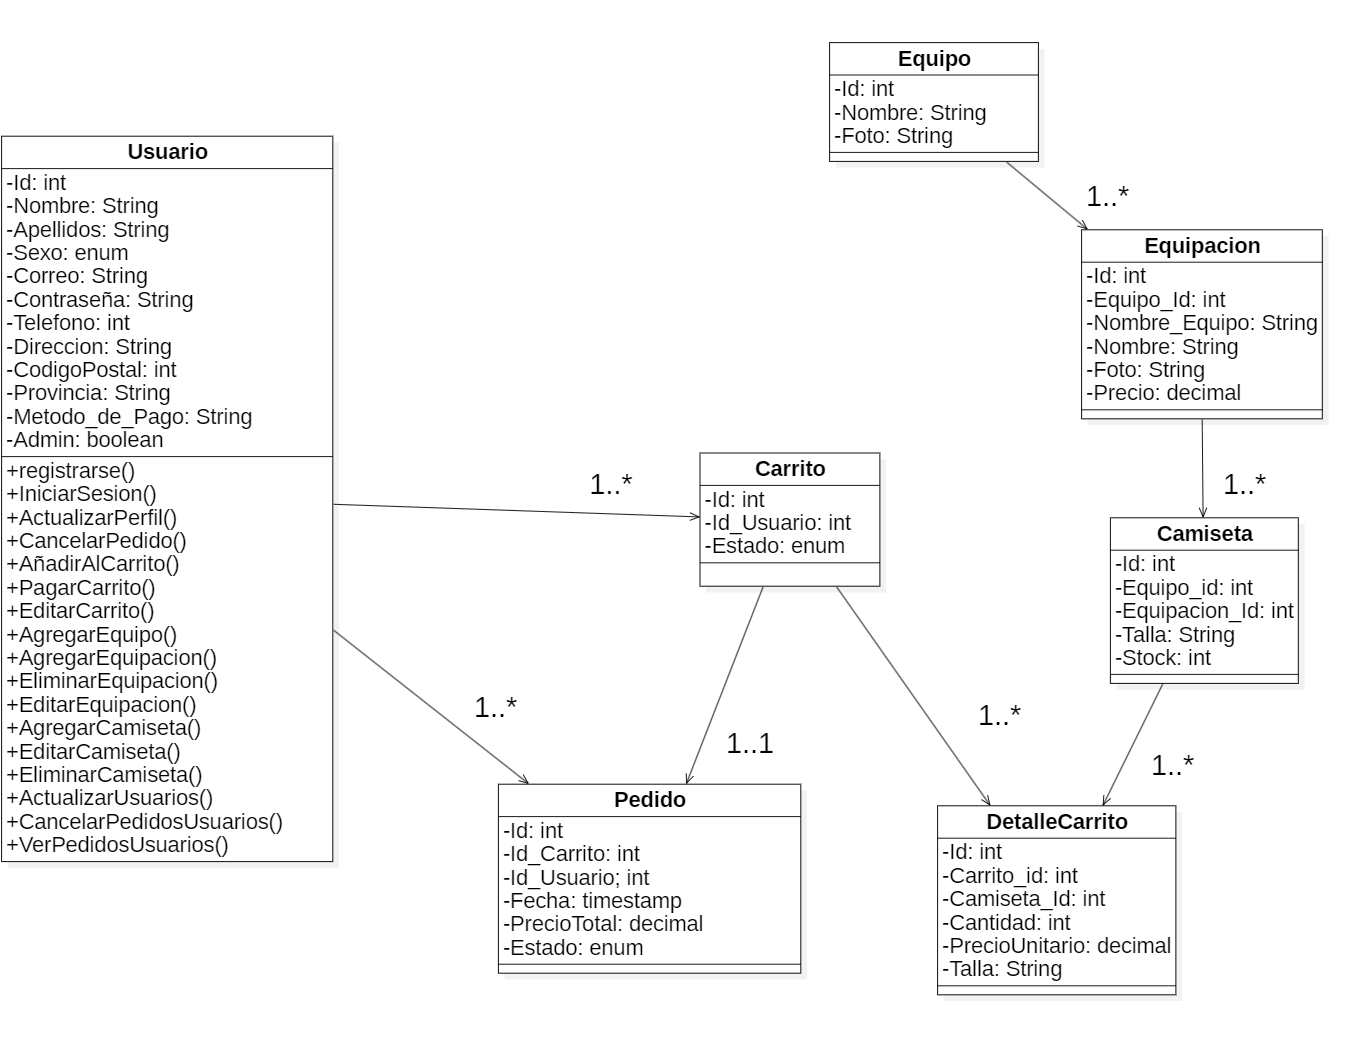 Equipo
-Id: int
-Nombre: String
-Foto: String
1..*
Usuario
-Id: int
-Nombre: String
-Apellidos: String
-Sexo: enum
-Correo: String
-Contraseña: String
-Telefono: int
-Direccion: String
-CodigoPostal: int
-Provincia: String
-Metodo_de_Pago: String
-Admin: boolean
+registrarse()
+IniciarSesion()
+ActualizarPerfil()
+CancelarPedido()
+AñadirAlCarrito()
+PagarCarrito()
+EditarCarrito()
+AgregarEquipo()
+AgregarEquipacion()
+EliminarEquipacion()
+EditarEquipacion()
+AgregarCamiseta()
+EditarCamiseta()
+EliminarCamiseta()
+ActualizarUsuarios()
+CancelarPedidosUsuarios()
+VerPedidosUsuarios()
Equipacion
-Id: int
-Equipo_Id: int
-Nombre_Equipo: String
-Nombre: String
-Foto: String
-Precio: decimal
1..*
1..*
Carrito
-Id: int
-Id_Usuario: int
-Estado: enum
Camiseta
-Id: int
-Equipo_id: int
-Equipacion_Id: int
-Talla: String
-Stock: int
1..*
1..1
1..*
1..*
Pedido
-Id: int
-Id_Carrito: int
-Id_Usuario; int
-Fecha: timestamp
-PrecioTotal: decimal
-Estado: enum
DetalleCarrito
-Id: int
-Carrito_id: int
-Camiseta_Id: int
-Cantidad: int
-PrecioUnitario: decimal
-Talla: String